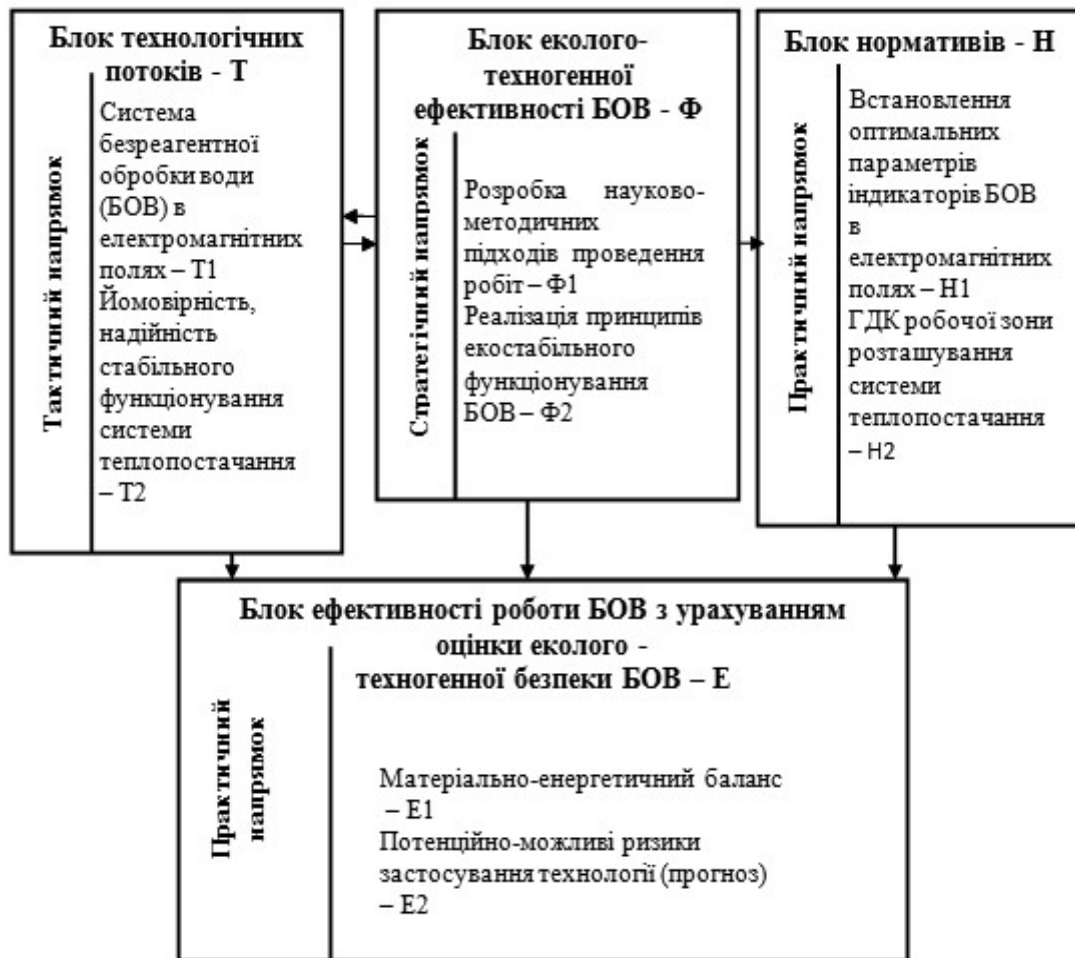 Блок технологічних
потоків - Т
Тактичний напрямок
Система
безреагентної
обробки води
(БОВ) в
електромагнітних
полях – Т1
Йомовірність,
надійність
стабільного
функціонування
системи
теплопостачання
– Т2
Блок еколого-
техногенної
ефективності БОВ - Ф
Стратегічний напрямок
Розробка науково-
методичних
підходів проведення
робіт – Ф1
Реалізація принципів
екостабільного
функціонування
БОВ – Ф2
Блок нормативів - Н
Практичний напрямок
Встановлення
оптимальних
параметрів
індикаторів БОВ
в
електромагнітних
полях – Н1
ГДК робочої зони
розташування
системи
теплопостачання
– Н2
Блок ефективності роботи БОВ з урахуванням
оцінки еколого -
техногенної безпеки БОВ – Е
Практичний
напрямок
Матеріально-енергетичний баланс
– Е1
Потенційно-можливі ризики
застосування технології (прогноз)
– Е2